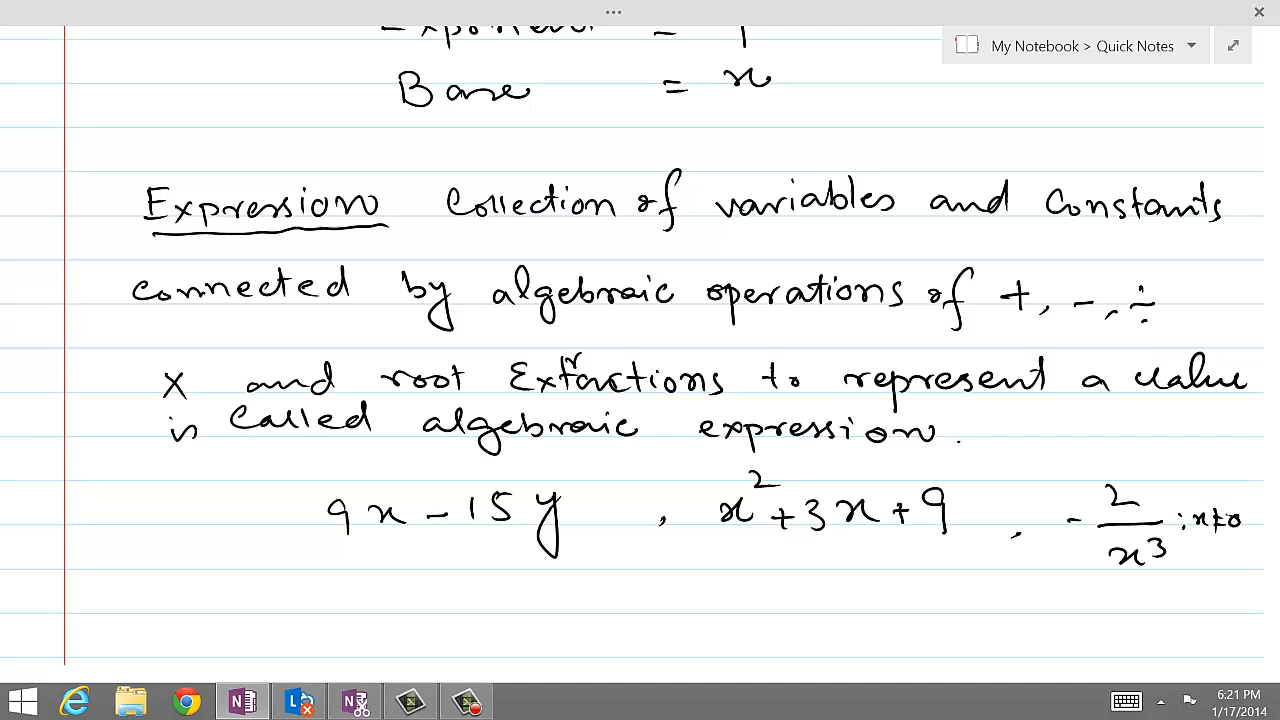 ...
My Notebook > Quick Notes
Base = x
Expression Collection of variables and Constants
connected by algebraic operations of +, -, ÷
x and root Extractions to represent a value
is called algebraic expression.
9x - 15y , x² + 3x + 9 , - 2/x³ ; x≠0
6:21 PM
1/17/2014